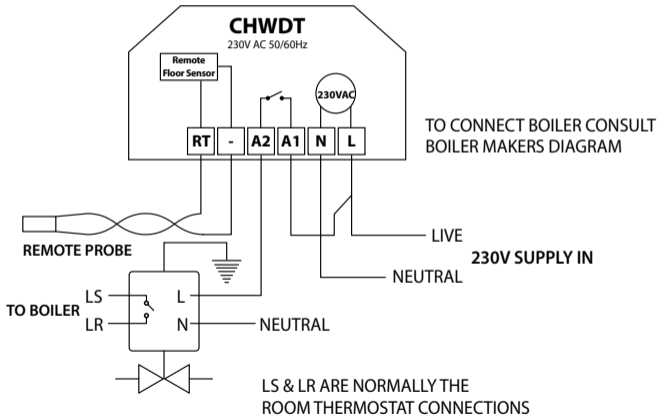 CHWDT
230V AC 50/60Hz
Remote
Floor Sensor
230VAC
RT - A2 A1 N L
TO CONNECT BOILER CONSULT
BOILER MAKERS DIAGRAM
REMOTE PROBE
LIVE
230V SUPPLY IN
NEUTRAL
TO BOILER
LS
LR
L
N
NEUTRAL
LS & LR ARE NORMALLY THE
ROOM THERMOSTAT CONNECTIONS